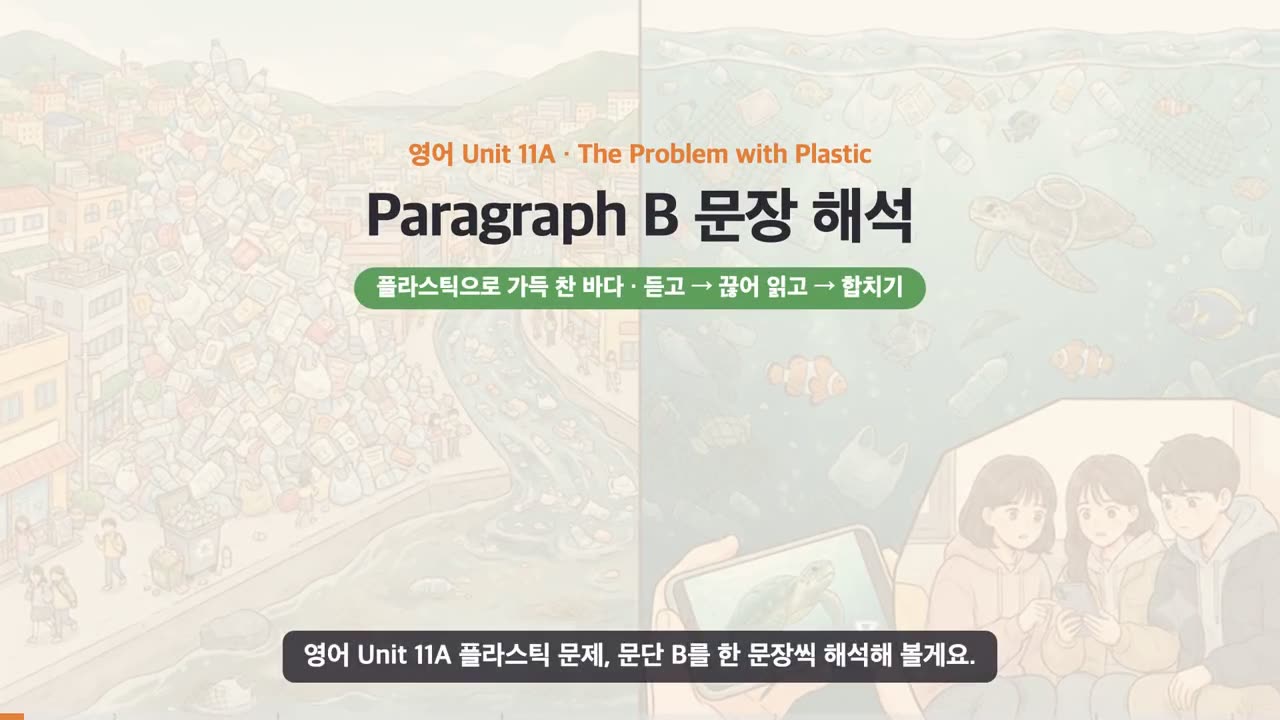 영어 Unit 11A · The Problem with Plastic
Paragraph B 문장 해석
플라스틱으로 가득 찬 바다 · 듣고 → 끊어 읽고 → 합치기
영어 Unit 11A 플라스틱 문제, 문단 B를 한 문장씩 해석해 볼게요.